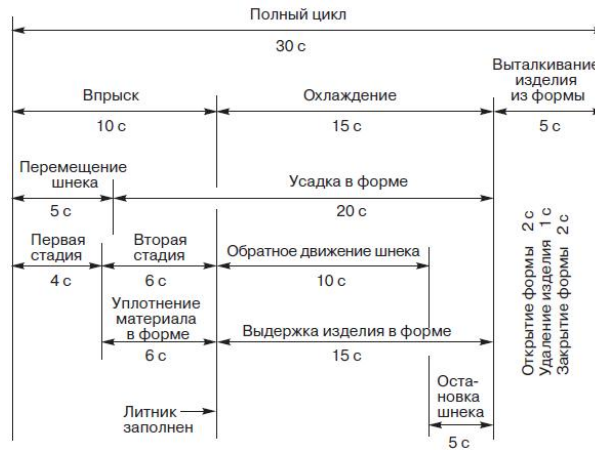 Полный цикл
30 с
Выталкивание
изделия
из формы
Впрыск
Охлаждение
10 с
15 с
5 с
Перемещение
шнека
Усадка в форме
5 с
20 с
Первая
стадия
Вторая
стадия
Обратное движение шнека
4 с
6 с
10 с
Уплотнение
материала
в форме
Выдержка изделия в форме
6 с
15 с
Открытие формы 2 с
Удаление изделия 1 с
Закрытие формы 2 с
Литник
заполнен
Оста-
новка
шнека
5 с